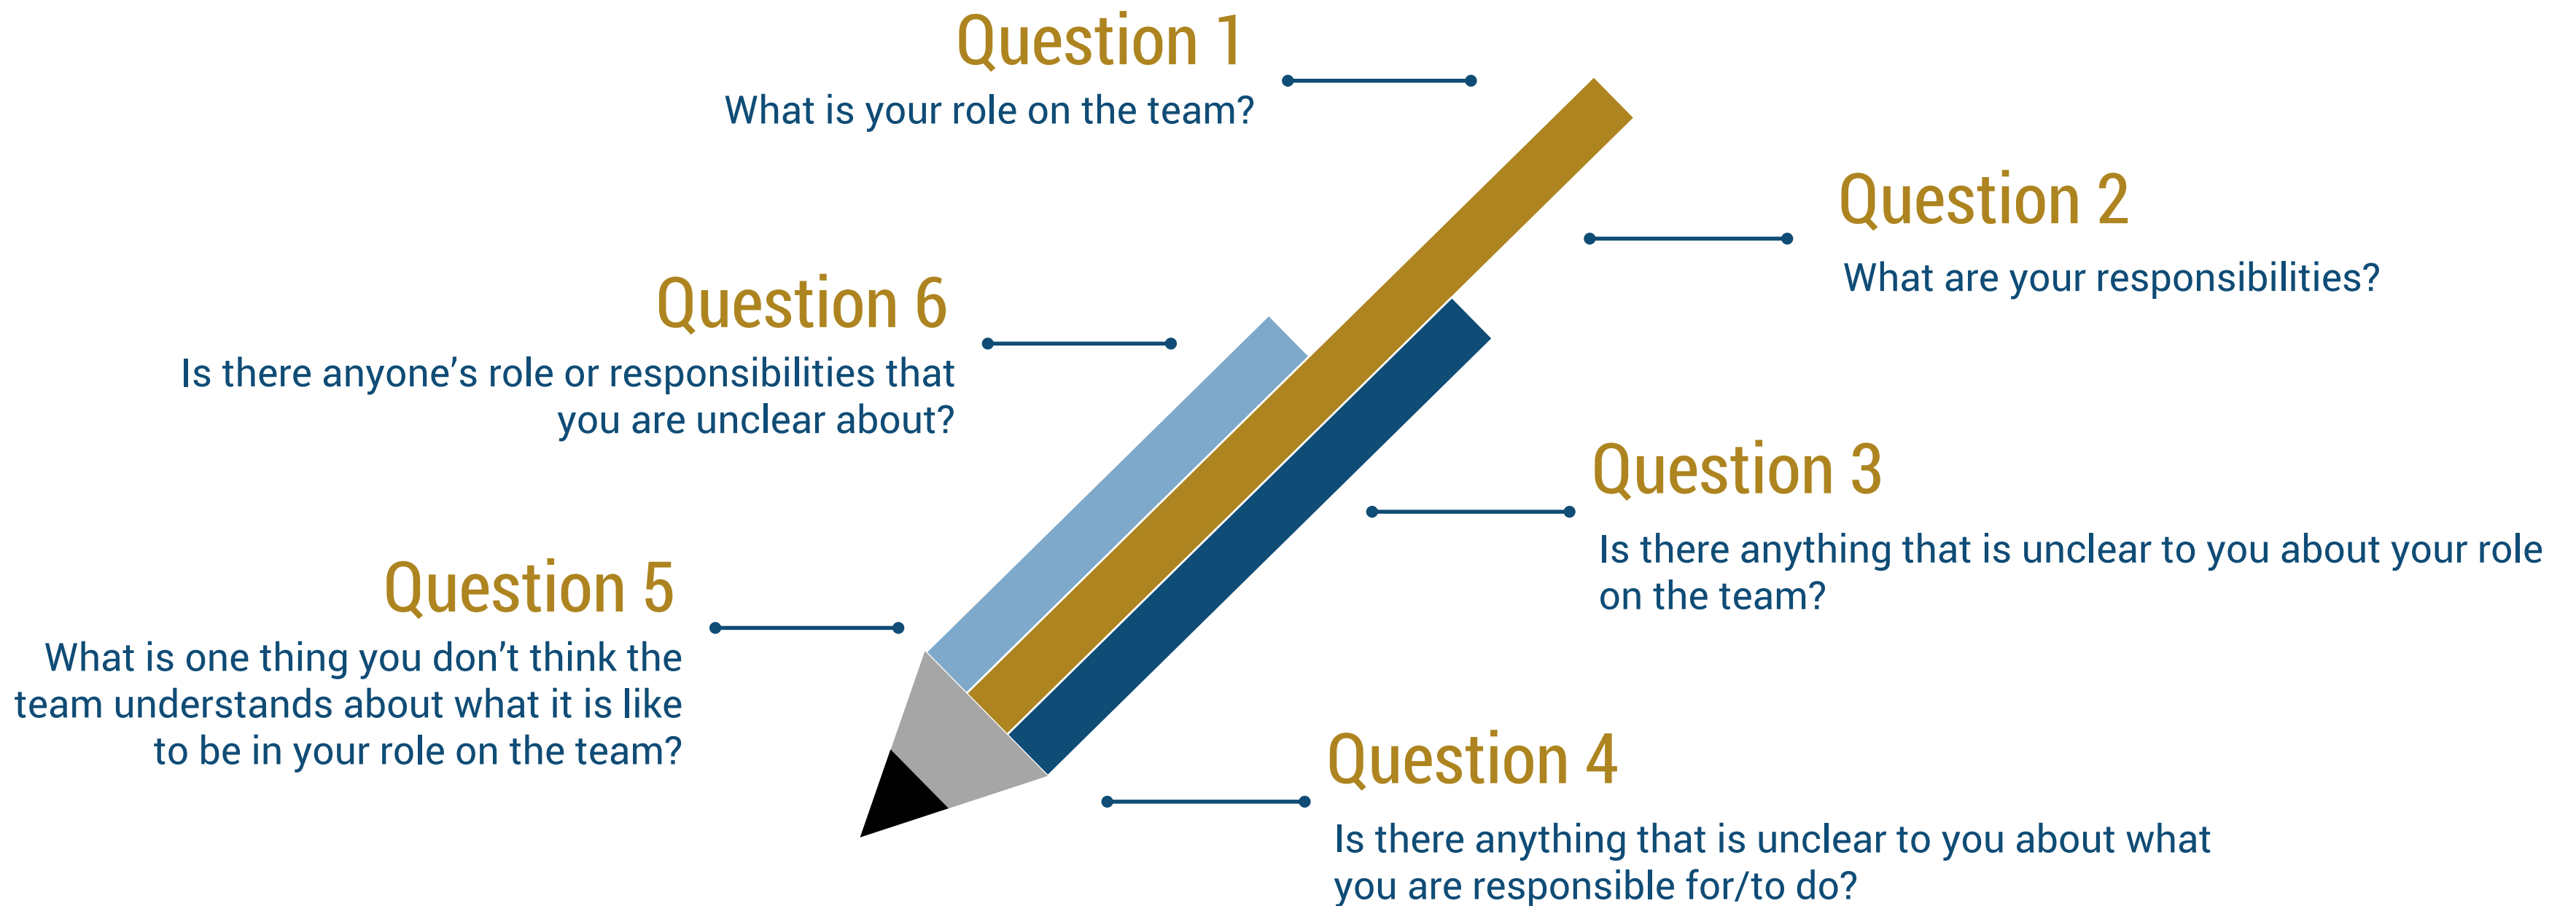 Question 1
What is your role on the team?
Question 2
What are your responsibilities?
Question 3
Is there anything that is unclear to you about your role
on the team?
Question 4
Is there anything that is unclear to you about what
you are responsible for/to do?
Question 5
What is one thing you don’t think the
team understands about what it is like
to be in your role on the team?
Question 6
Is there anyone’s role or responsibilities that
you are unclear about?